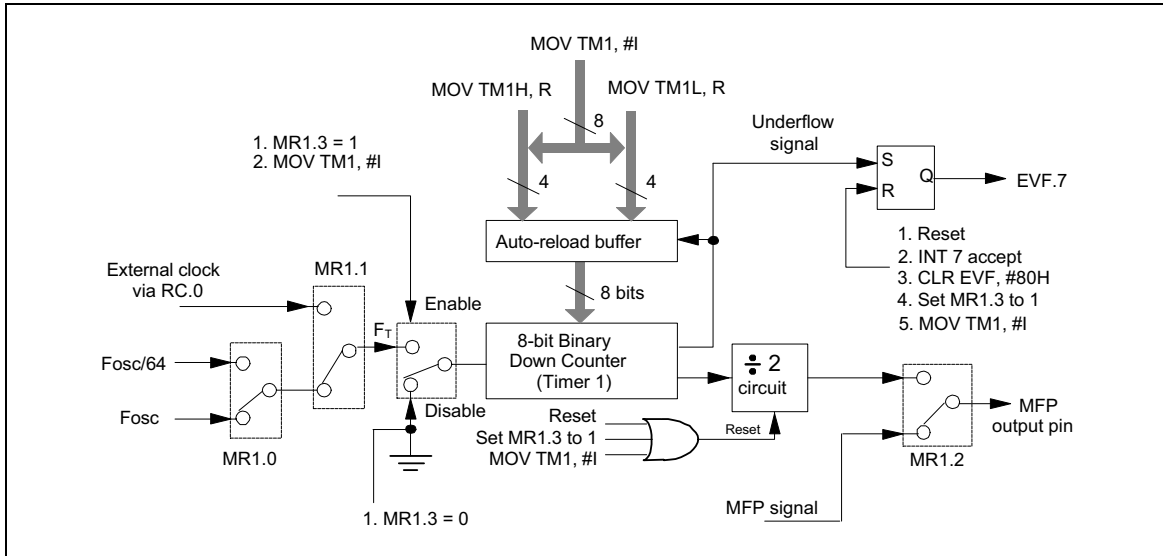 MOV TM1, #I
MOV TM1H, R
MOV TM1L, R
8
1. MR1.3 = 1
2. MOV TM1, #I
Underflow
signal
4
4
S
Q
R
EVF.7
Auto-reload buffer
1. Reset
2. INT 7 accept
3. CLR EVF, #80H
4. Set MR1.3 to 1
5. MOV TM1, #I
External clock
via RC.0
MR1.1
8 bits
Enable
FT
Fosc/64
8-bit Binary
Down Counter
(Timer 1)
÷ 2
circuit
Fosc
Disable
MR1.0
Reset
Set MR1.3 to 1
MOV TM1, #I
Reset
MFP
output pin
MR1.2
1. MR1.3 = 0
MFP signal